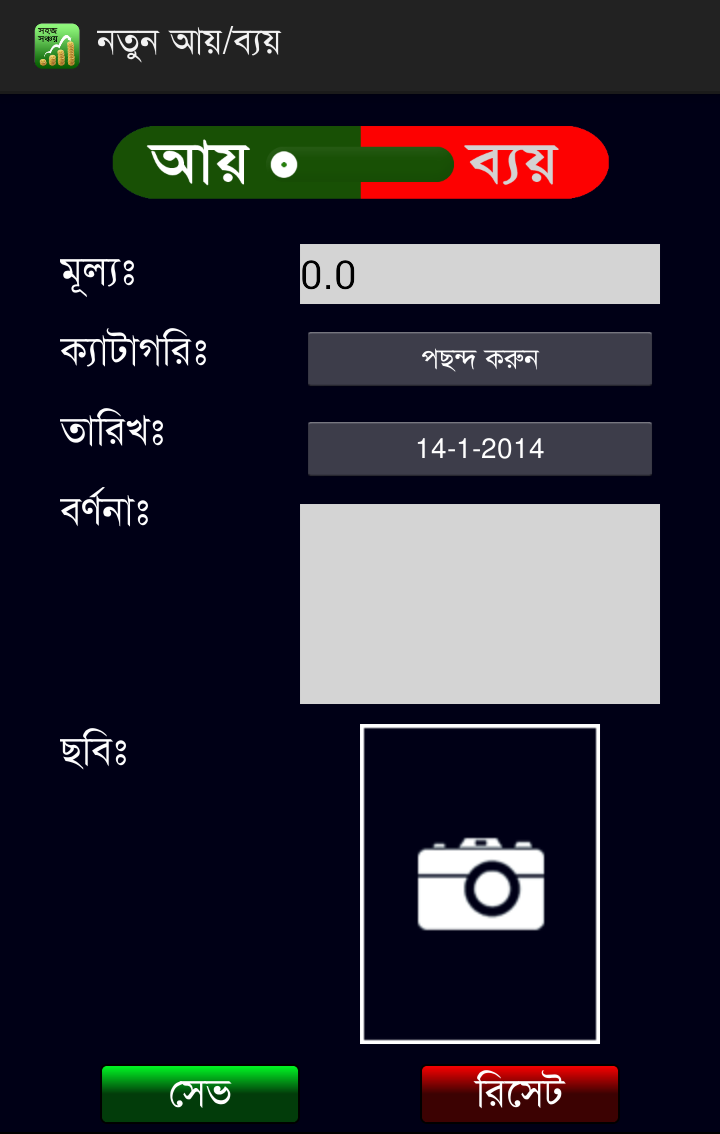 সহজ
সঞ্চয়
নতুন আয়/ব্যয়
আয় ব্যয়
মূল্যঃ 0.0
ক্যাটাগরিঃ পছন্দ করুন
তারিখঃ 14-1-2014
বর্ণনাঃ
ছবিঃ
সেভ রিসেট